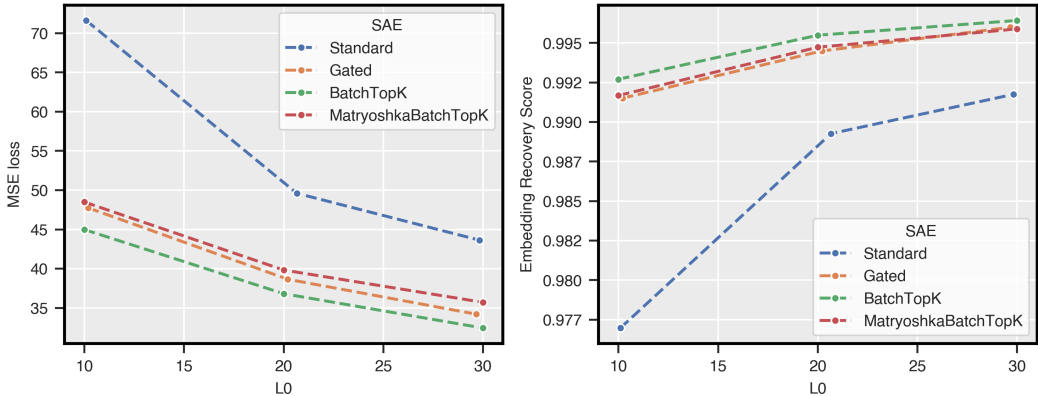 MSE loss
70
65
60
55
50
45
40
35
10
15
20
25
30
L0
SAE
Standard
Gated
BatchTopK
MatryoshkaBatchTopK
Embedding Recovery Score
0.995
0.992
0.990
0.987
0.985
0.982
0.980
0.977
10
15
20
25
30
L0
SAE
Standard
Gated
BatchTopK
MatryoshkaBatchTopK